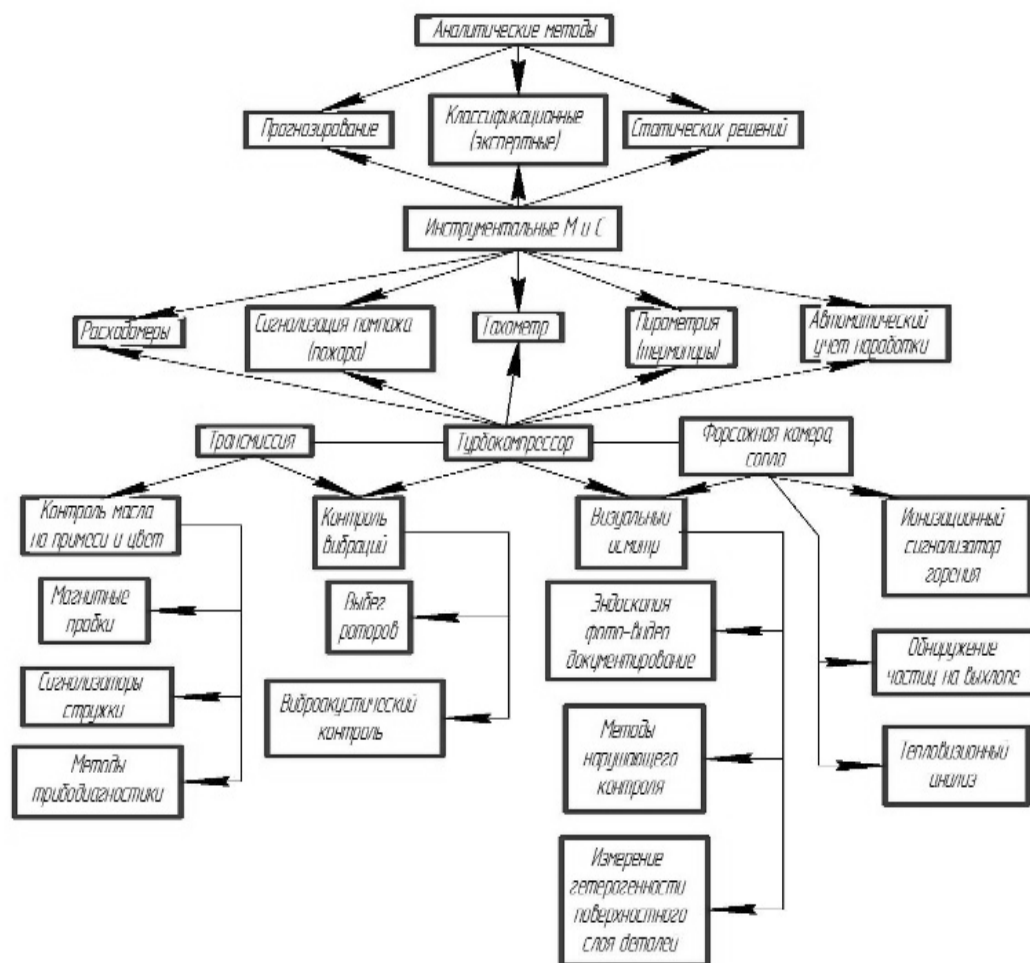 Аналитические методы
Прогнозирование
Классификационные
(экспертные)
Статических решений
Инструментальные М и С
Расходомеры
Сигнализация помпажа
(пожара)
Тахометр
Пирометрия
(термопары)
Автоматический
учет наработки
Трансмиссия
Турбокомпрессор
Форсажная камера,
сопло
Контроль масла
на примеси и цвет
Контроль
вибраций
Визуальный
осмотр
Ионизационный
сигнализатор
горения
Магнитные
пробки
Выбег
роторов
Эндоскопия
фото-видео
документирование
Обнаружение
частиц на выхлопе
Сигнализаторы
стружки
Виброакустический
контроль
Методы
нарушающего
контроля
Тепловизионный
анализ
Методы
трибодиагностики
Измерение
гетерогенности
поверхностного
слоя деталей